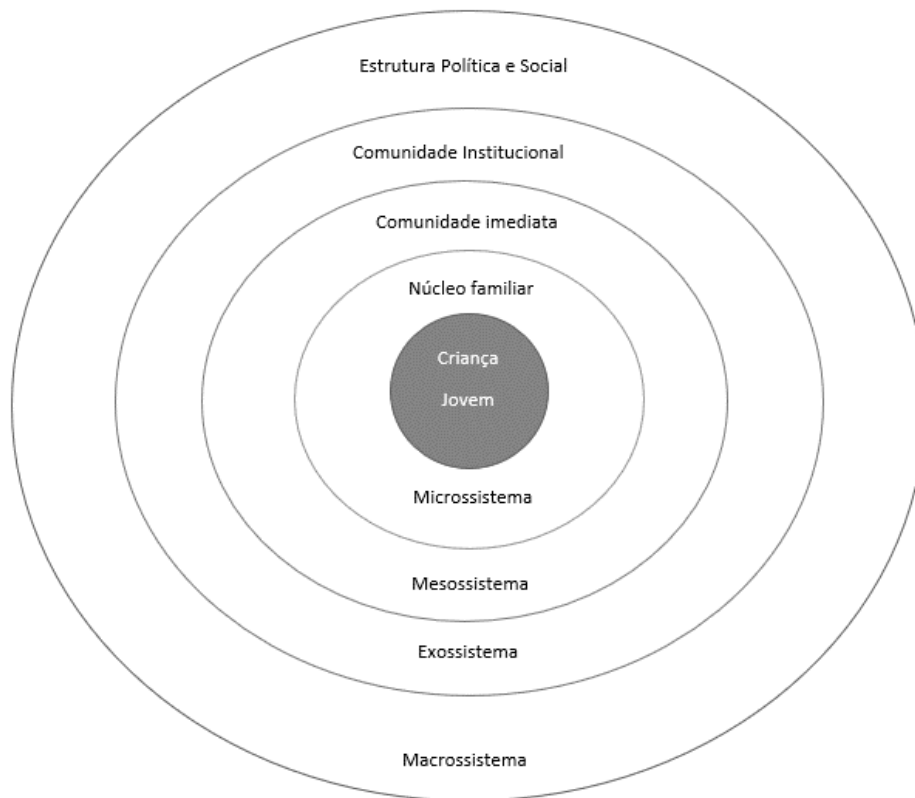 Estrutura Política e Social
Comunidade Institucional
Comunidade imediata
Núcleo familiar
Criança
Jovem
Microssistema
Mesossistema
Exossistema
Macrossistema